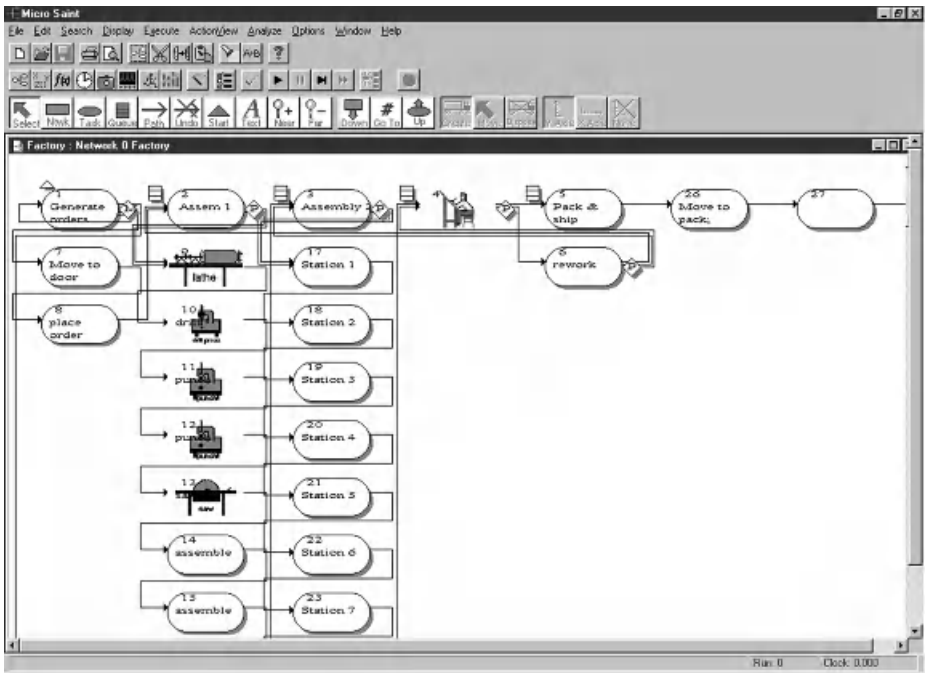 Micro Saint
File Edit Search Display Execute ActionView Analyze Options Window Help
Select Ntwk Task Queue Path Undo Start Text Near Far Down Go To Up
Factory : Network 0 Factory
1
Generate
orders
2
Assem 1
3
Assembly 2
4
5
Pack &
ship
26
Move to
pack,
27
7
Move to
door
9
lathe
17
Station 1
6
rework
8
place
order
10
drill
18
Station 2
11
19
Station 3
12
20
Station 4
13
saw
21
Station 5
14
assemble
22
Station 6
15
assemble
23
Station 7
Run: 0 Clock: 0.000